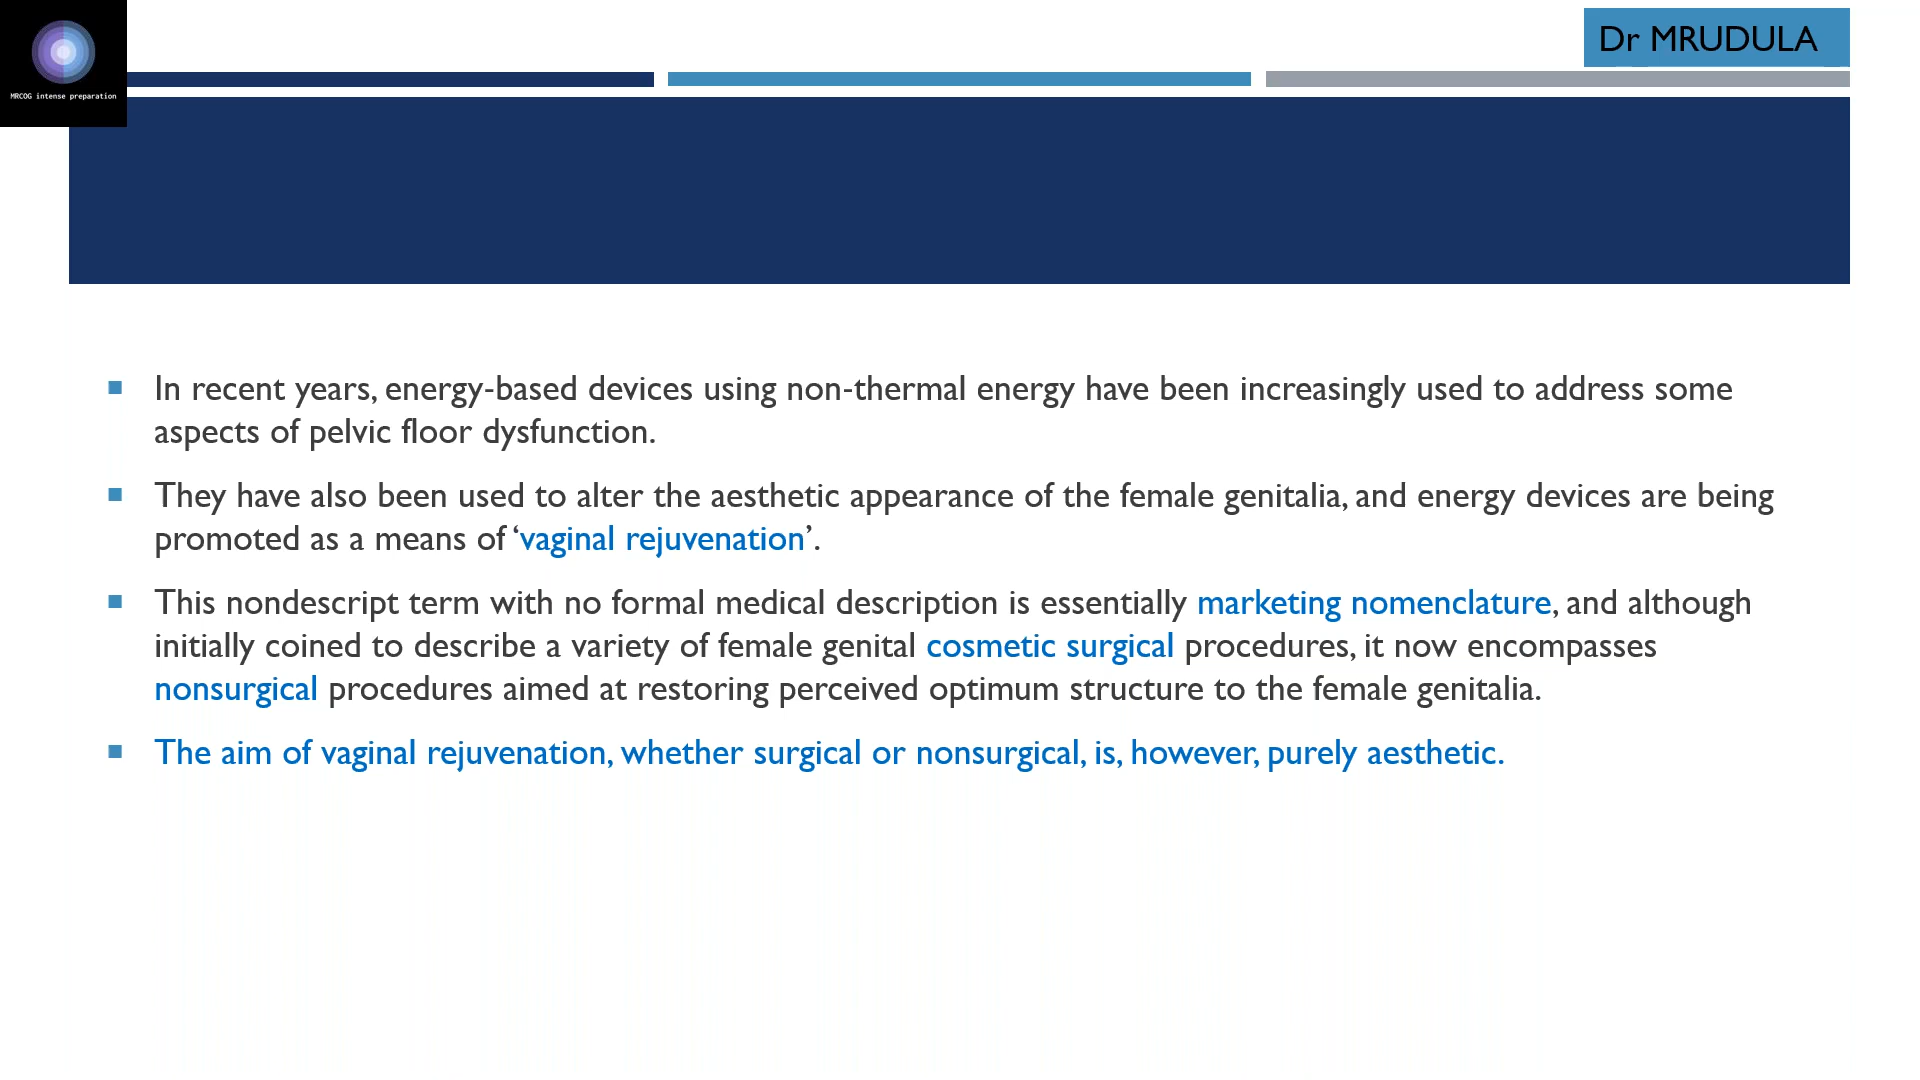 Dr MRUDULA
MRCOG intense preparation
In recent years, energy-based devices using non-thermal energy have been increasingly used to address some
aspects of pelvic floor dysfunction.
They have also been used to alter the aesthetic appearance of the female genitalia, and energy devices are being
promoted as a means of ‘vaginal rejuvenation’.
This nondescript term with no formal medical description is essentially marketing nomenclature, and although
initially coined to describe a variety of female genital cosmetic surgical procedures, it now encompasses
nonsurgical procedures aimed at restoring perceived optimum structure to the female genitalia.
The aim of vaginal rejuvenation, whether surgical or nonsurgical, is, however, purely aesthetic.